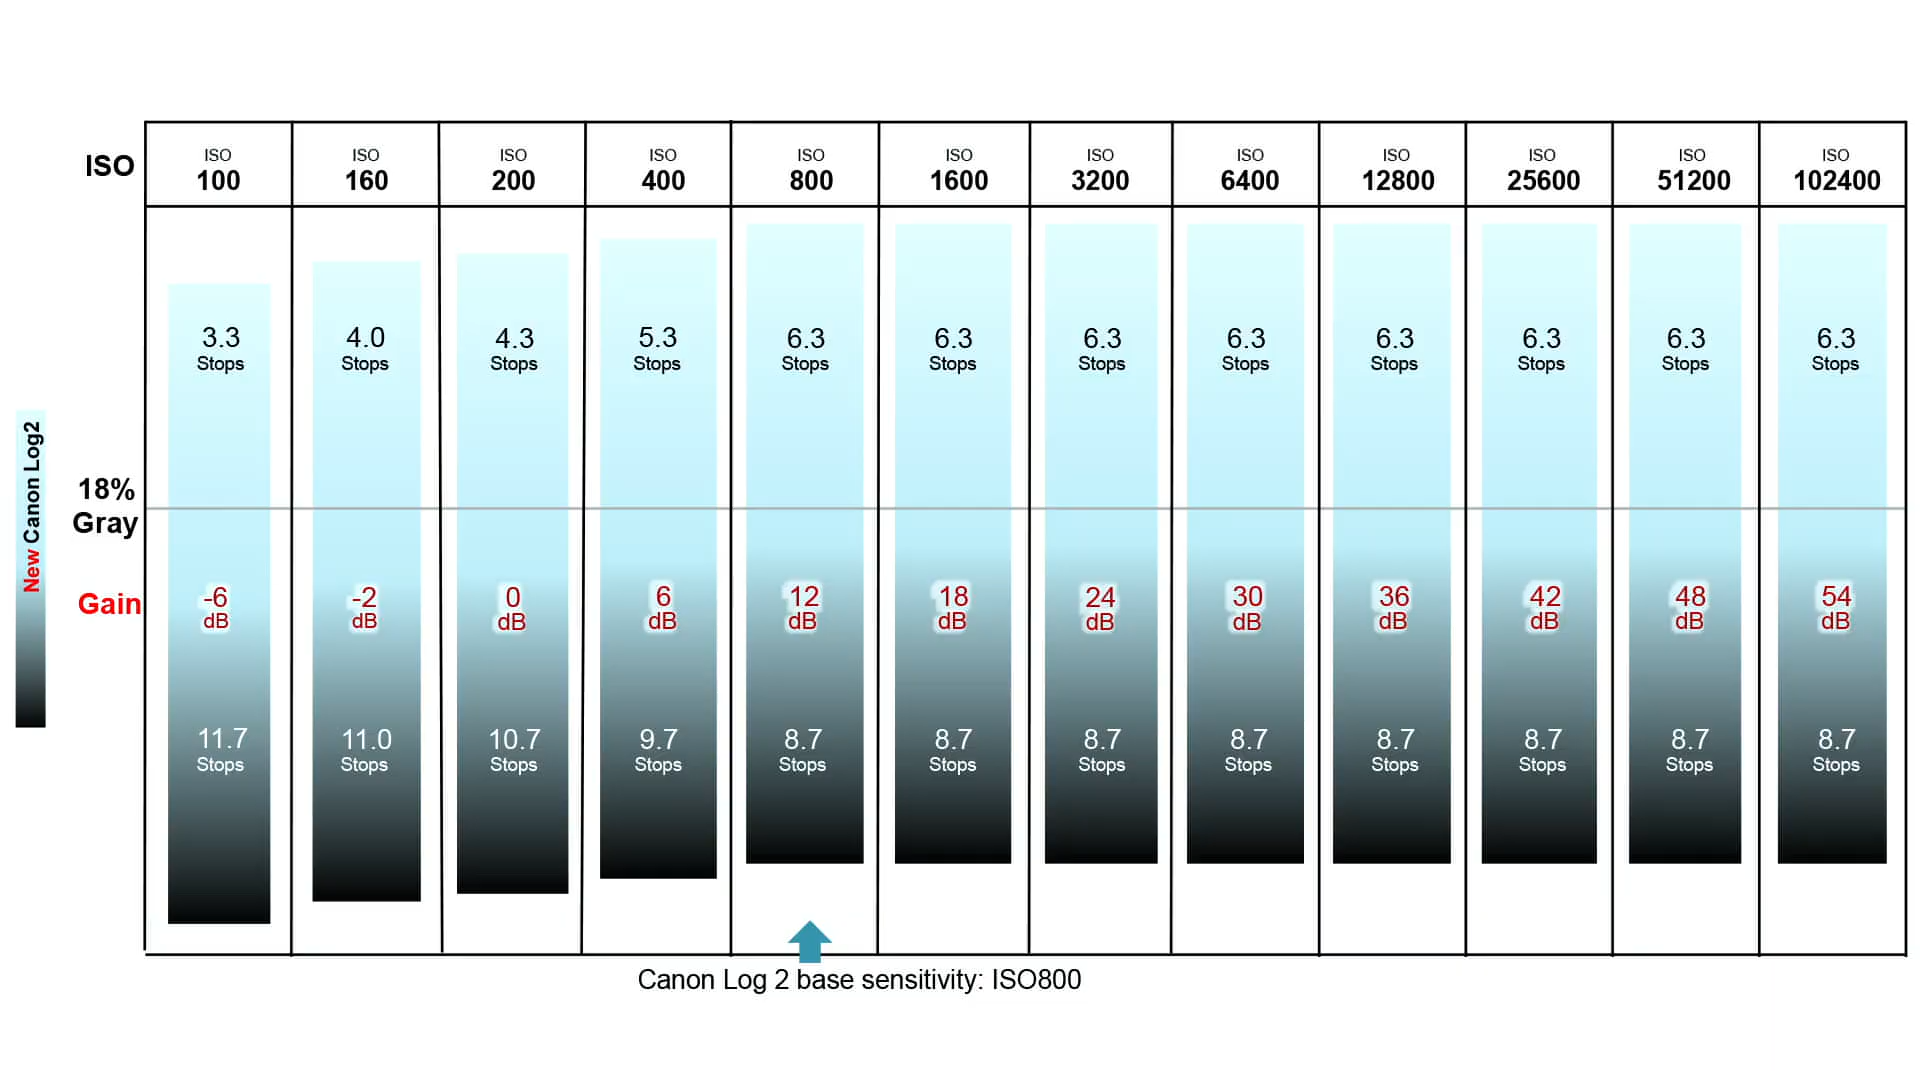 ISO
ISO
100
ISO
160
ISO
200
ISO
400
ISO
800
ISO
1600
ISO
3200
ISO
6400
ISO
12800
ISO
25600
ISO
51200
ISO
102400
3.3
Stops
4.0
Stops
4.3
Stops
5.3
Stops
6.3
Stops
6.3
Stops
6.3
Stops
6.3
Stops
6.3
Stops
6.3
Stops
6.3
Stops
6.3
Stops
New Canon Log2
18%
Gray
Gain
-6
dB
-2
dB
0
dB
6
dB
12
dB
18
dB
24
dB
30
dB
36
dB
42
dB
48
dB
54
dB
11.7
Stops
11.0
Stops
10.7
Stops
9.7
Stops
8.7
Stops
8.7
Stops
8.7
Stops
8.7
Stops
8.7
Stops
8.7
Stops
8.7
Stops
8.7
Stops
Canon Log 2 base sensitivity: ISO800